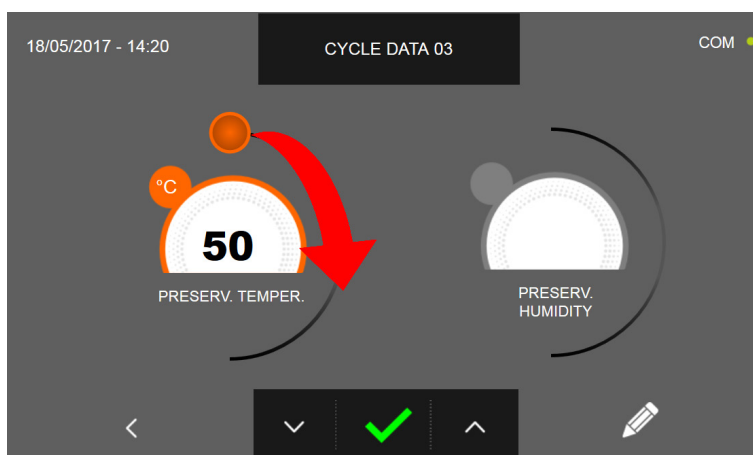 18/05/2017 - 14:20
CYCLE DATA 03
COM
°C
50
PRESERV. TEMPER.
PRESERV.
HUMIDITY